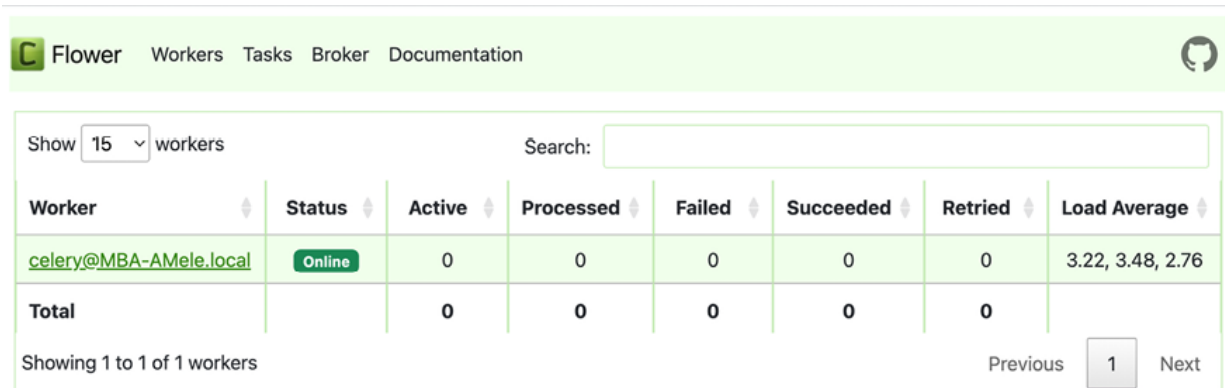 C Flower Workers Tasks Broker Documentation
Show 15 workers Search:
Worker Status Active Processed Failed Succeeded Retried Load Average
celery@MBA-AMele.local Online 0 0 0 0 0 3.22, 3.48, 2.76
Total 0 0 0 0 0
Showing 1 to 1 of 1 workers Previous 1 Next